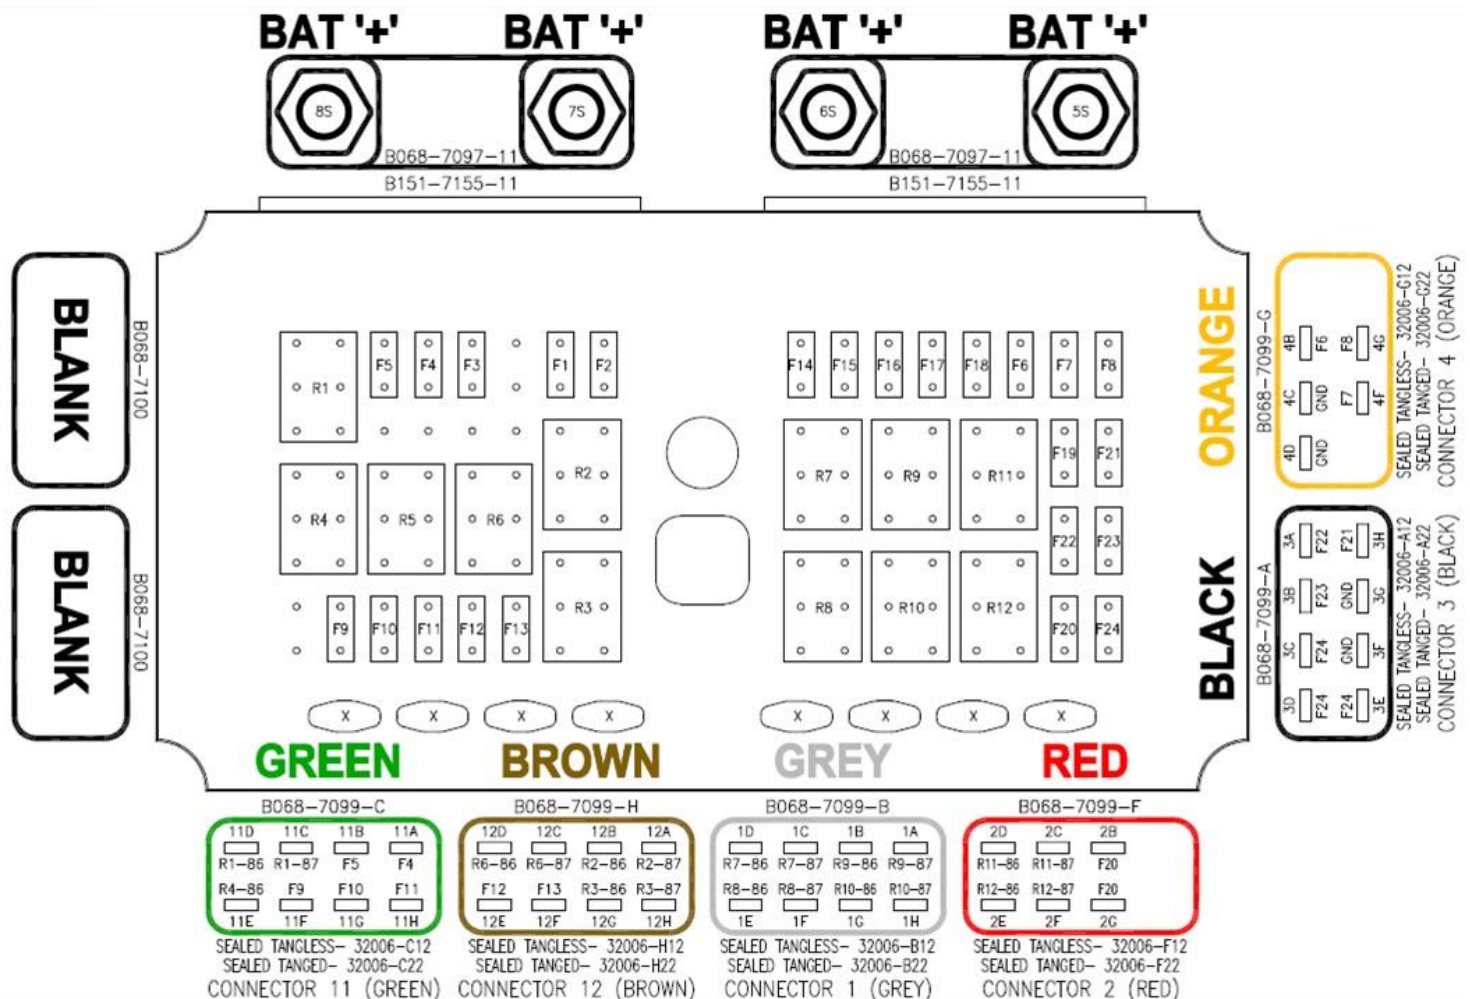 BAT '+' BAT '+' BAT '+' BAT '+'
8S 7S 6S 5S
B068-7097-11 B068-7097-11
B151-7155-11 B151-7155-11
BLANK
B068-7100
BLANK
B068-7100
R1 F5 F4 F3 F1 F2
R2
R4 R5 R6
R3
F9 F10 F11 F12 F13
F14 F15 F16 F17 F18 F6 F7 F8
R7 R9 R11 F19 F21
F22 F23
R8 R10 R12 F20 F24
X X X X X X X X
GREEN BROWN GREY RED
ORANGE
B068-7099-G
4B F6 F8 4G
4C GND F7 4F
4D GND
SEALED TANGLESS- 32006-G12
SEALED TANGED- 32006-G22
CONNECTOR 4 (ORANGE)
BLACK
B068-7099-A
3A F22 F21 3H
3B F23 GND 3G
3C F24 GND 3F
3D F24 F24 3E
SEALED TANGLESS- 32006-A12
SEALED TANGED- 32006-A22
CONNECTOR 3 (BLACK)
B068-7099-C
11D 11C 11B 11A
R1-86 R1-87 F5 F4
R4-86 F9 F10 F11
11E 11F 11G 11H
SEALED TANGLESS- 32006-C12
SEALED TANGED- 32006-C22
CONNECTOR 11 (GREEN)
B068-7099-H
12D 12C 12B 12A
R6-86 R6-87 R2-86 R2-87
F12 F13 R3-86 R3-87
12E 12F 12G 12H
SEALED TANGLESS- 32006-H12
SEALED TANGED- 32006-H22
CONNECTOR 12 (BROWN)
B068-7099-B
1D 1C 1B 1A
R7-86 R7-87 R9-86 R9-87
R8-86 R8-87 R10-86 R10-87
1E 1F 1G 1H
SEALED TANGLESS- 32006-B12
SEALED TANGED- 32006-B22
CONNECTOR 1 (GREY)
B068-7099-F
2D 2C 2B
R11-86 R11-87 F20
R12-86 R12-87 F20
2E 2F 2G
SEALED TANGLESS- 32006-F12
SEALED TANGED- 32006-F22
CONNECTOR 2 (RED)